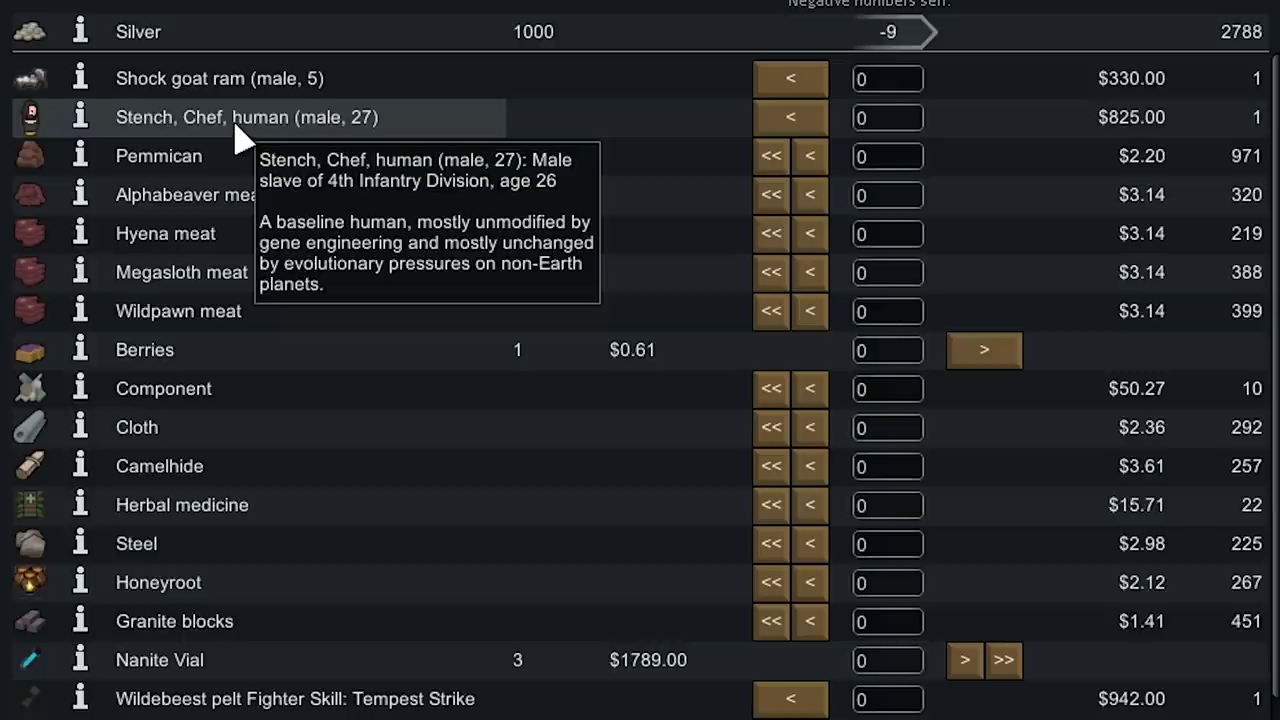 Negative numbers sell.
Silver 1000 -9 2788
Shock goat ram (male, 5) < 0 $330.00 1
Stench, Chef, human (male, 27) < 0 $825.00 1
Pemmican << < 0 $2.20 971
Stench, Chef, human (male, 27): Male
slave of 4th Infantry Division, age 26
A baseline human, mostly unmodified by
gene engineering and mostly unchanged
by evolutionary pressures on non-Earth
planets.
Alphabeaver mea << < 0 $3.14 320
Hyena meat << < 0 $3.14 219
Megasloth meat << < 0 $3.14 388
Wildpawn meat << < 0 $3.14 399
Berries 1 $0.61 0 >
Component << < 0 $50.27 10
Cloth << < 0 $2.36 292
Camelhide << < 0 $3.61 257
Herbal medicine << < 0 $15.71 22
Steel << < 0 $2.98 225
Honeyroot << < 0 $2.12 267
Granite blocks << < 0 $1.41 451
Nanite Vial 3 $1789.00 0 > >>
Wildebeest pelt Fighter Skill: Tempest Strike < 0 $942.00 1